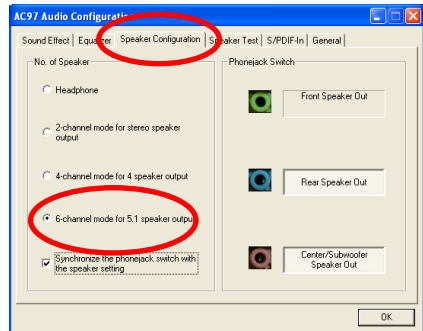 AC97 Audio Configuration
Sound Effect
Equalizer
Speaker Configuration
Speaker Test
S/PDIF-In
General
No. of Speaker
Headphone
2-channel mode for stereo speaker
output
4-channel mode for 4 speaker output
6-channel mode for 5.1 speaker output
Synchronize the phonejack switch with
the speaker setting
Phonejack Switch
Front Speaker Out
Rear Speaker Out
Center/Subwoofer
Speaker Out
OK